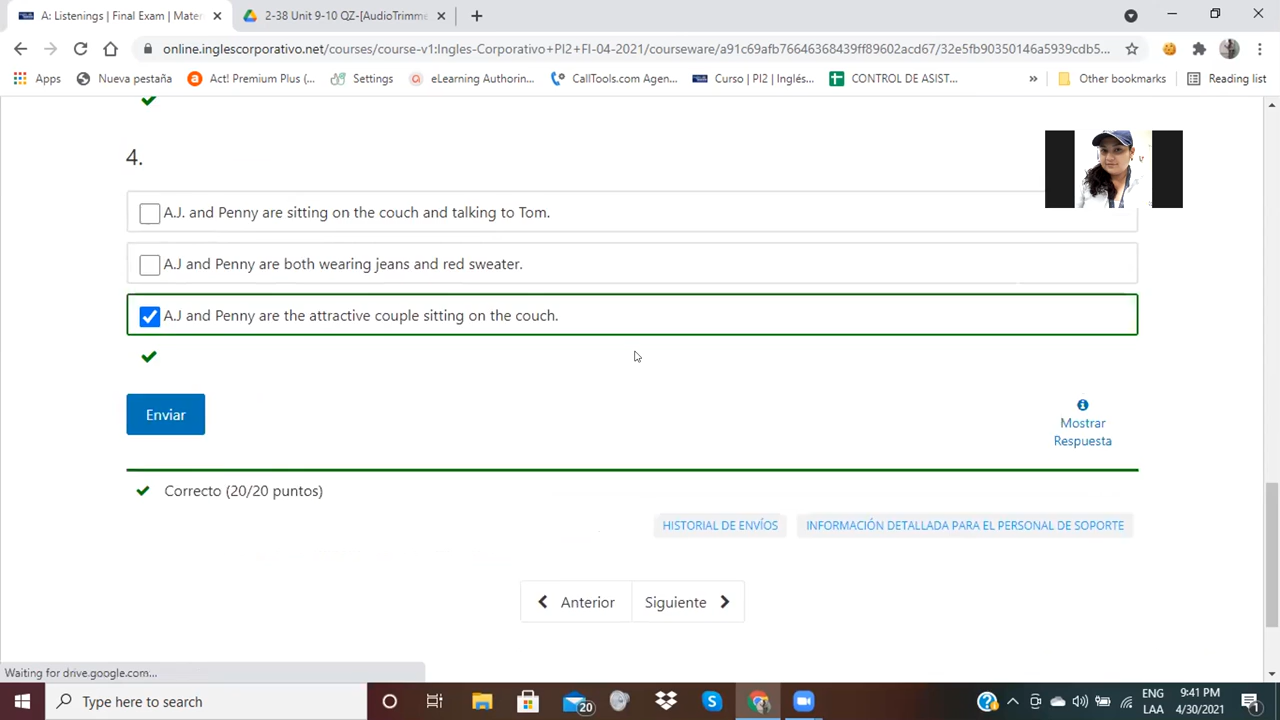 A: Listenings | Final Exam | Mate
2-38 Unit 9-10 QZ-[AudioTrimme
online.inglescorporativo.net/courses/course-v1:Ingles-Corporativo+PI2+FI-04-2021/courseware/a91c69afb76646368439ff89602acd67/32e5fb90350146a5939cdb5...
Apps
Nueva pestaña
Act! Premium Plus (...
Settings
eLearning Authorin...
CallTools.com Agen...
Curso | PI2 | Inglés...
CONTROL DE ASIST...
»
Other bookmarks
Reading list
4.
A.J. and Penny are sitting on the couch and talking to Tom.
A.J and Penny are both wearing jeans and red sweater.
A.J and Penny are the attractive couple sitting on the couch.
Enviar
Mostrar
Respuesta
Correcto (20/20 puntos)
HISTORIAL DE ENVÍOS
INFORMACIÓN DETALLADA PARA EL PERSONAL DE SOPORTE
Anterior
Siguiente
Waiting for drive.google.com...
Type here to search
20
ENG
LAA
9:41 PM
4/30/2021
1